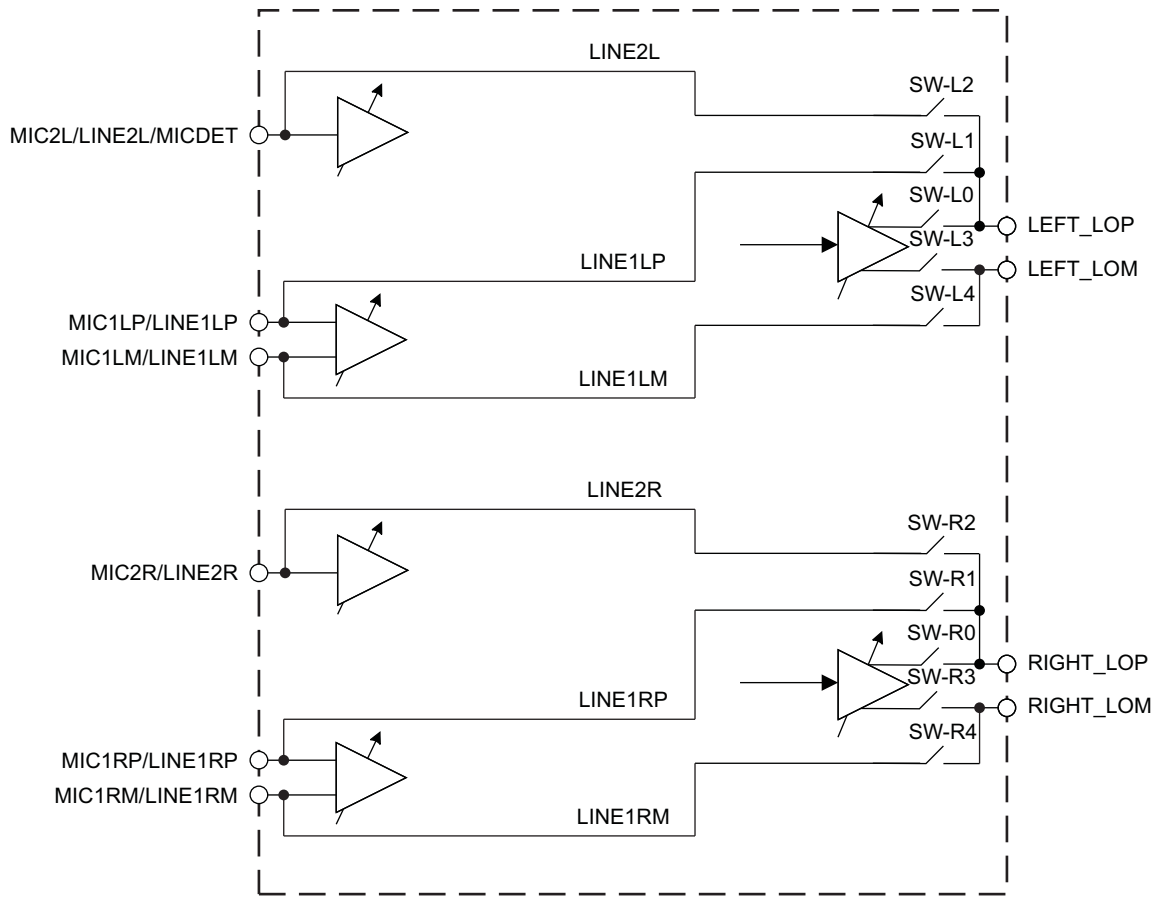 LINE2L
SW-L2
MIC2L/LINE2L/MICDET
SW-L1
SW-L0
LEFT_LOP
SW-L3
LINE1LP
LEFT_LOM
SW-L4
MIC1LP/LINE1LP
MIC1LM/LINE1LM
LINE1LM
LINE2R
SW-R2
MIC2R/LINE2R
SW-R1
SW-R0
RIGHT_LOP
SW-R3
LINE1RP
RIGHT_LOM
SW-R4
MIC1RP/LINE1RP
MIC1RM/LINE1RM
LINE1RM